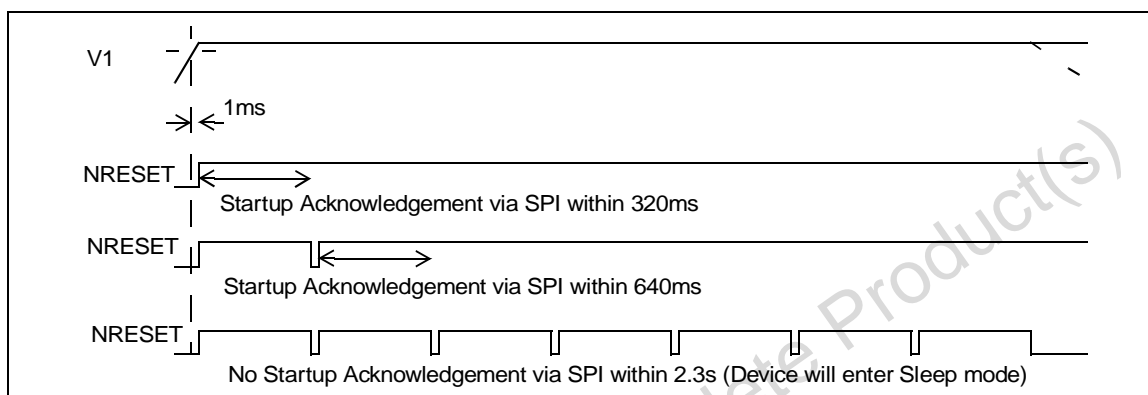 V1
1ms
NRESET
Startup Acknowledgement via SPI within 320ms
NRESET
Startup Acknowledgement via SPI within 640ms
NRESET
No Startup Acknowledgement via SPI within 2.3s (Device will enter Sleep mode)
Product(s)